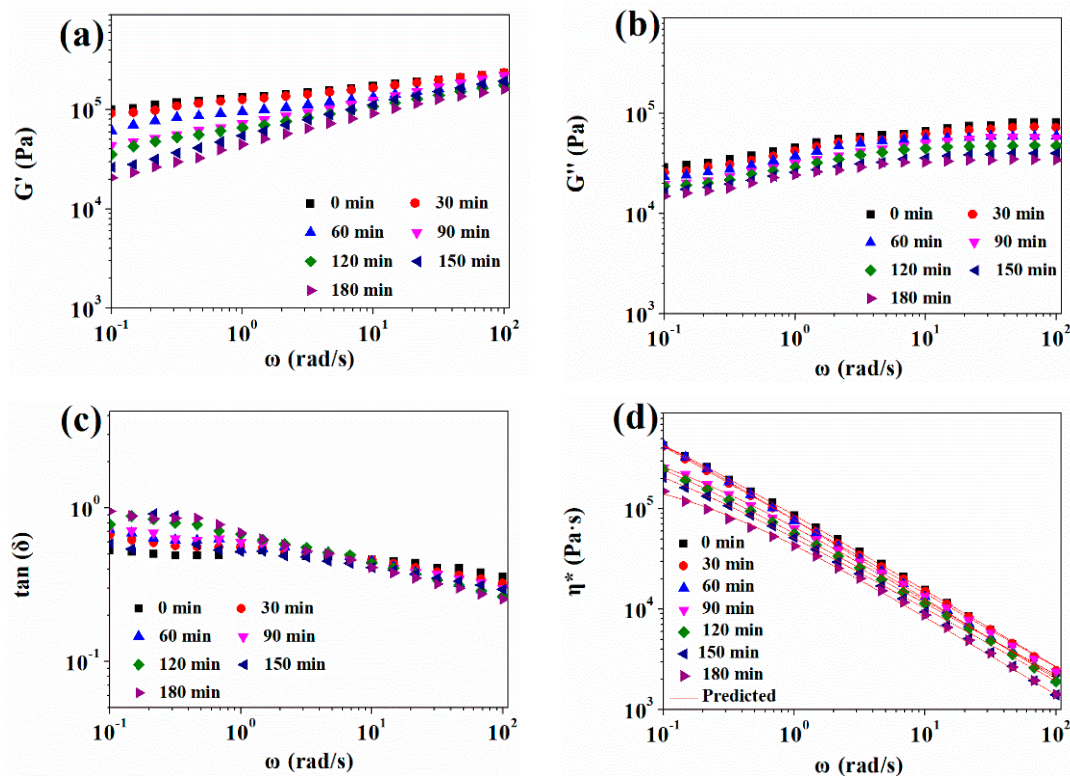 (a)
G' (Pa)
10^5
10^4
10^3
0 min 30 min
60 min 90 min
120 min 150 min
180 min
10^-1 10^0 10^1 10^2
ω (rad/s)
(b)
G'' (Pa)
10^5
10^4
10^3
0 min 30 min
60 min 90 min
120 min 150 min
180 min
10^-1 10^0 10^1 10^2
ω (rad/s)
(c)
tan (δ)
10^0
10^-1
0 min 30 min
60 min 90 min
120 min 150 min
180 min
10^-1 10^0 10^1 10^2
ω (rad/s)
(d)
η* (Pa·s)
10^5
10^4
10^3
0 min
30 min
60 min
90 min
120 min
150 min
180 min
Predicted
10^-1 10^0 10^1 10^2
ω (rad/s)